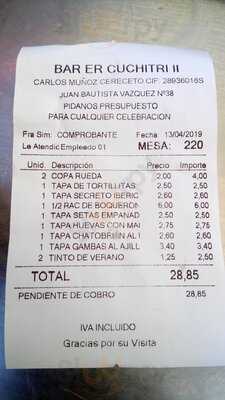 BAR ER CUCHITRI II
CARLOS MUÑOZ CERECETO CIF: 28936016S
JUAN BAUTISTA VAZQUEZ Nº38
PIDANOS PRESUPUESTO
PARA CUALQUIER CELEBRACION
Fra Sim: COMPROBANTE Fecha 13/04/2019
Le Atendió: Empleado 01 MESA: 220
Unid. Descripción Precio Importe
2 COPA RUEDA 2,00 4,00
1 TAPA DE TORTILLITAS 2,50 2,50
1 TAPA SECRETO IBERIC 2,60 2,60
1 1/2 RAC DE BOQUERON 6,00 6,00
1 TAPA SETAS EMPANAD 2,50 2,50
1 TAPA HUEVAS CON MAI 2,75 2,75
1 TAPA CHATOBRIEN AL I 2,60 2,60
1 TAPA GAMBAS AL AJILL 3,40 3,40
2 TINTO DE VERANO 1,25 2,50
TOTAL 28,85
PENDIENTE DE COBRO 28,85
IVA INCLUIDO
Gracias por su Visita